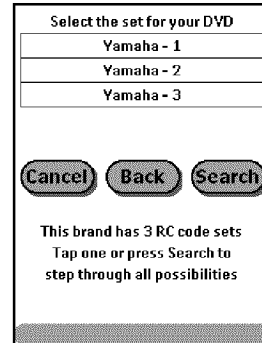 Select the set for your DVD
Yamaha - 1
Yamaha - 2
Yamaha - 3
Cancel Back Search
This brand has 3 RC code sets
Tap one or press Search to
step through all possibilities